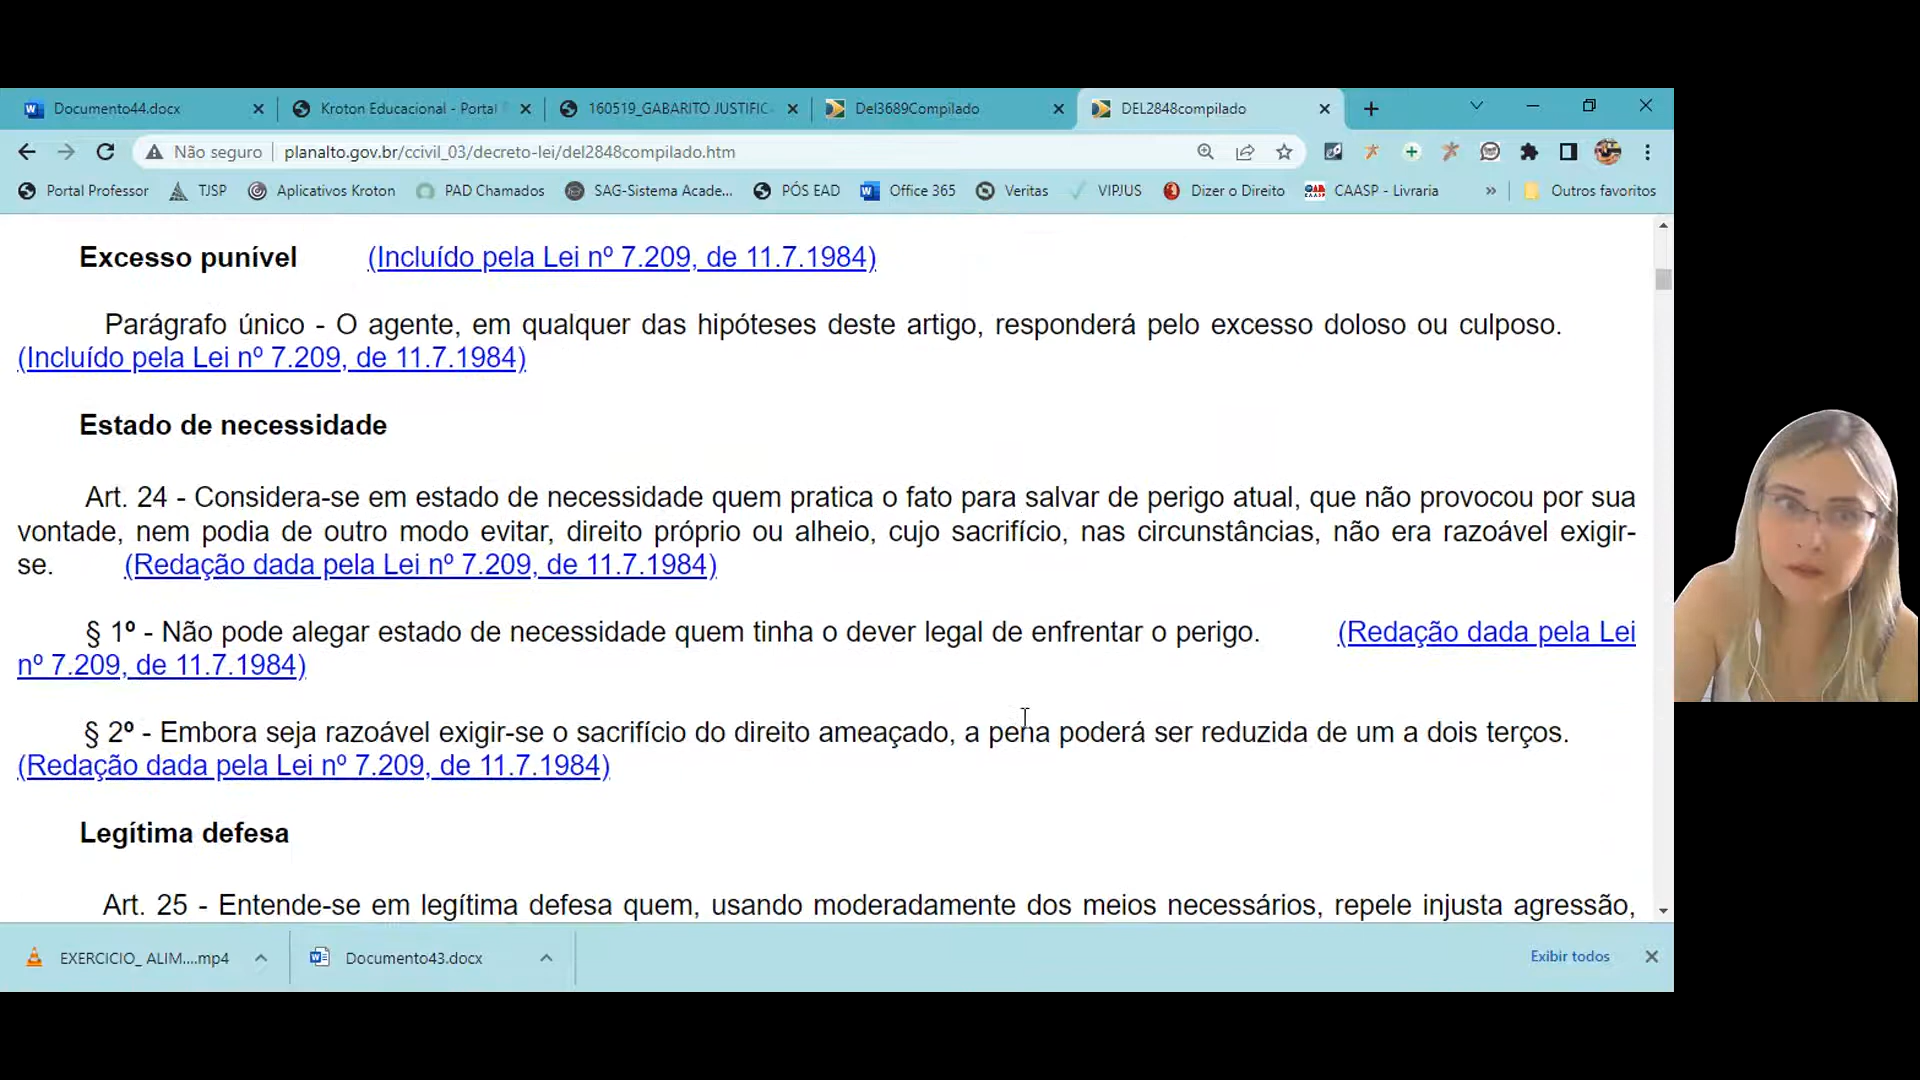 Documento44.docx
Kroton Educacional - Portal
160519_GABARITO JUSTIFIC
Del3689Compilado
DEL2848compilado
Não seguro
planalto.gov.br/ccivil_03/decreto-lei/del2848compilado.htm
Portal Professor
TJSP
Aplicativos Kroton
PAD Chamados
SAG-Sistema Acade...
PÓS EAD
Office 365
Veritas
VIPJUS
Dizer o Direito
CAASP - Livraria
»
Outros favoritos
Excesso punível (Incluído pela Lei nº 7.209, de 11.7.1984)
Parágrafo único - O agente, em qualquer das hipóteses deste artigo, responderá pelo excesso doloso ou culposo.
(Incluído pela Lei nº 7.209, de 11.7.1984)
Estado de necessidade
Art. 24 - Considera-se em estado de necessidade quem pratica o fato para salvar de perigo atual, que não provocou por sua
vontade, nem podia de outro modo evitar, direito próprio ou alheio, cujo sacrifício, nas circunstâncias, não era razoável exigir-
se. (Redação dada pela Lei nº 7.209, de 11.7.1984)
§ 1º - Não pode alegar estado de necessidade quem tinha o dever legal de enfrentar o perigo. (Redação dada pela Lei
nº 7.209, de 11.7.1984)
§ 2º - Embora seja razoável exigir-se o sacrifício do direito ameaçado, a pena poderá ser reduzida de um a dois terços.
(Redação dada pela Lei nº 7.209, de 11.7.1984)
Legítima defesa
Art. 25 - Entende-se em legítima defesa quem, usando moderadamente dos meios necessários, repele injusta agressão,
EXERCICIO_ ALIM....mp4
Documento43.docx
Exibir todos